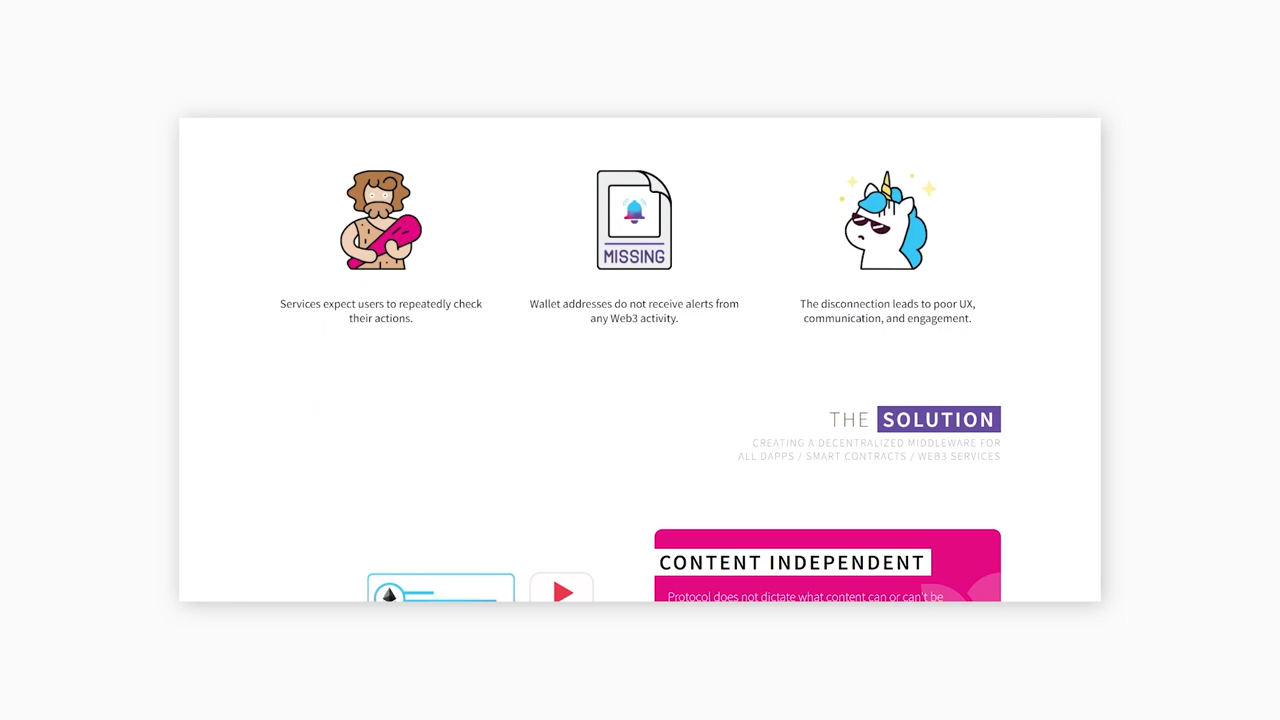 MISSING
Services expect users to repeatedly check
their actions.
Wallet addresses do not receive alerts from
any Web3 activity.
The disconnection leads to poor UX,
communication, and engagement.
THE SOLUTION
CREATING A DECENTRALIZED MIDDLEWARE FOR
ALL DAPPS / SMART CONTRACTS / WEB3 SERVICES
CONTENT INDEPENDENT
Protocol does not dictate what content can or can't be